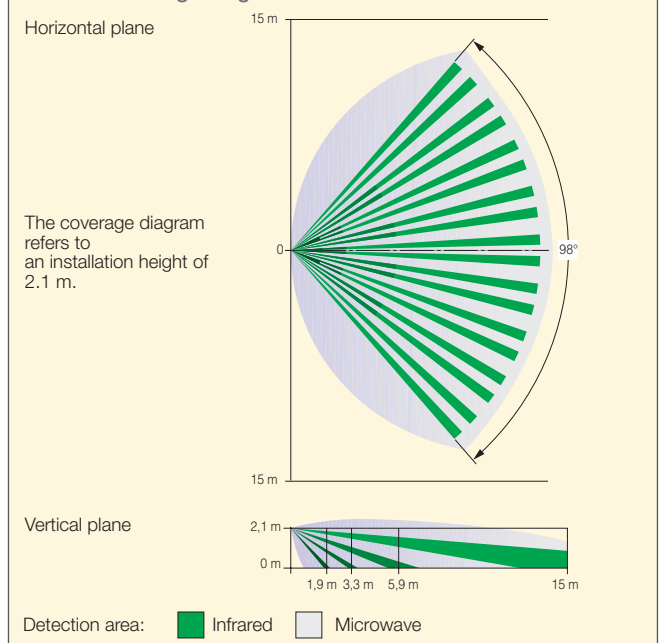 15 m
Horizontal plane
The coverage diagram
refers to
an installation height of
2.1 m.
0
98°
15 m
Vertical plane
2,1 m
0 m
1,9 m 3,3 m 5,9 m 15 m
Detection area: Infrared Microwave